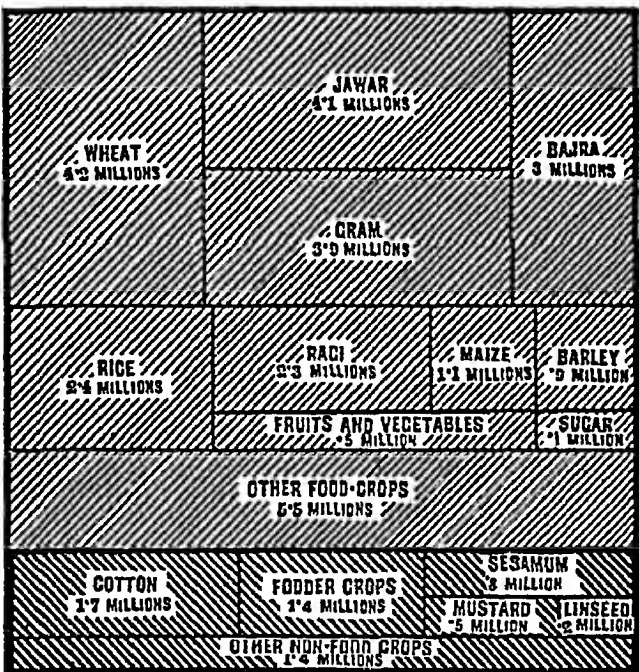 WHEAT
4·2 MILLIONS
JAWAR
4·1 MILLIONS
BAJRA
3 MILLIONS
GRAM
3·9 MILLIONS
RICE
2·4 MILLIONS
RAGI
2·3 MILLIONS
MAIZE
1·1 MILLIONS
BARLEY
·9 MILLIONS
FRUITS AND VEGETABLES
·5 MILLION
SUGAR
·1 MILLION
OTHER FOOD-CROPS
5·5 MILLIONS
COTTON
1·7 MILLIONS
FODDER CROPS
1·4 MILLIONS
SESAMUM
·8 MILLION
MUSTARD
·5 MILLION
LINSEED
·2 MILLION
OTHER NON-FOOD CROPS
1·4 MILLIONS